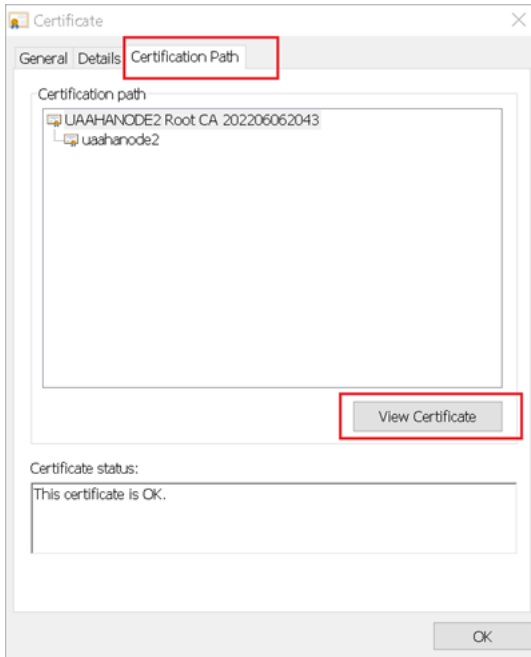 Certificate
General Details Certification Path
Certification path
UAAHANODE2 Root CA 202206062043
uaahanode2
View Certificate
Certificate status:
This certificate is OK.
OK